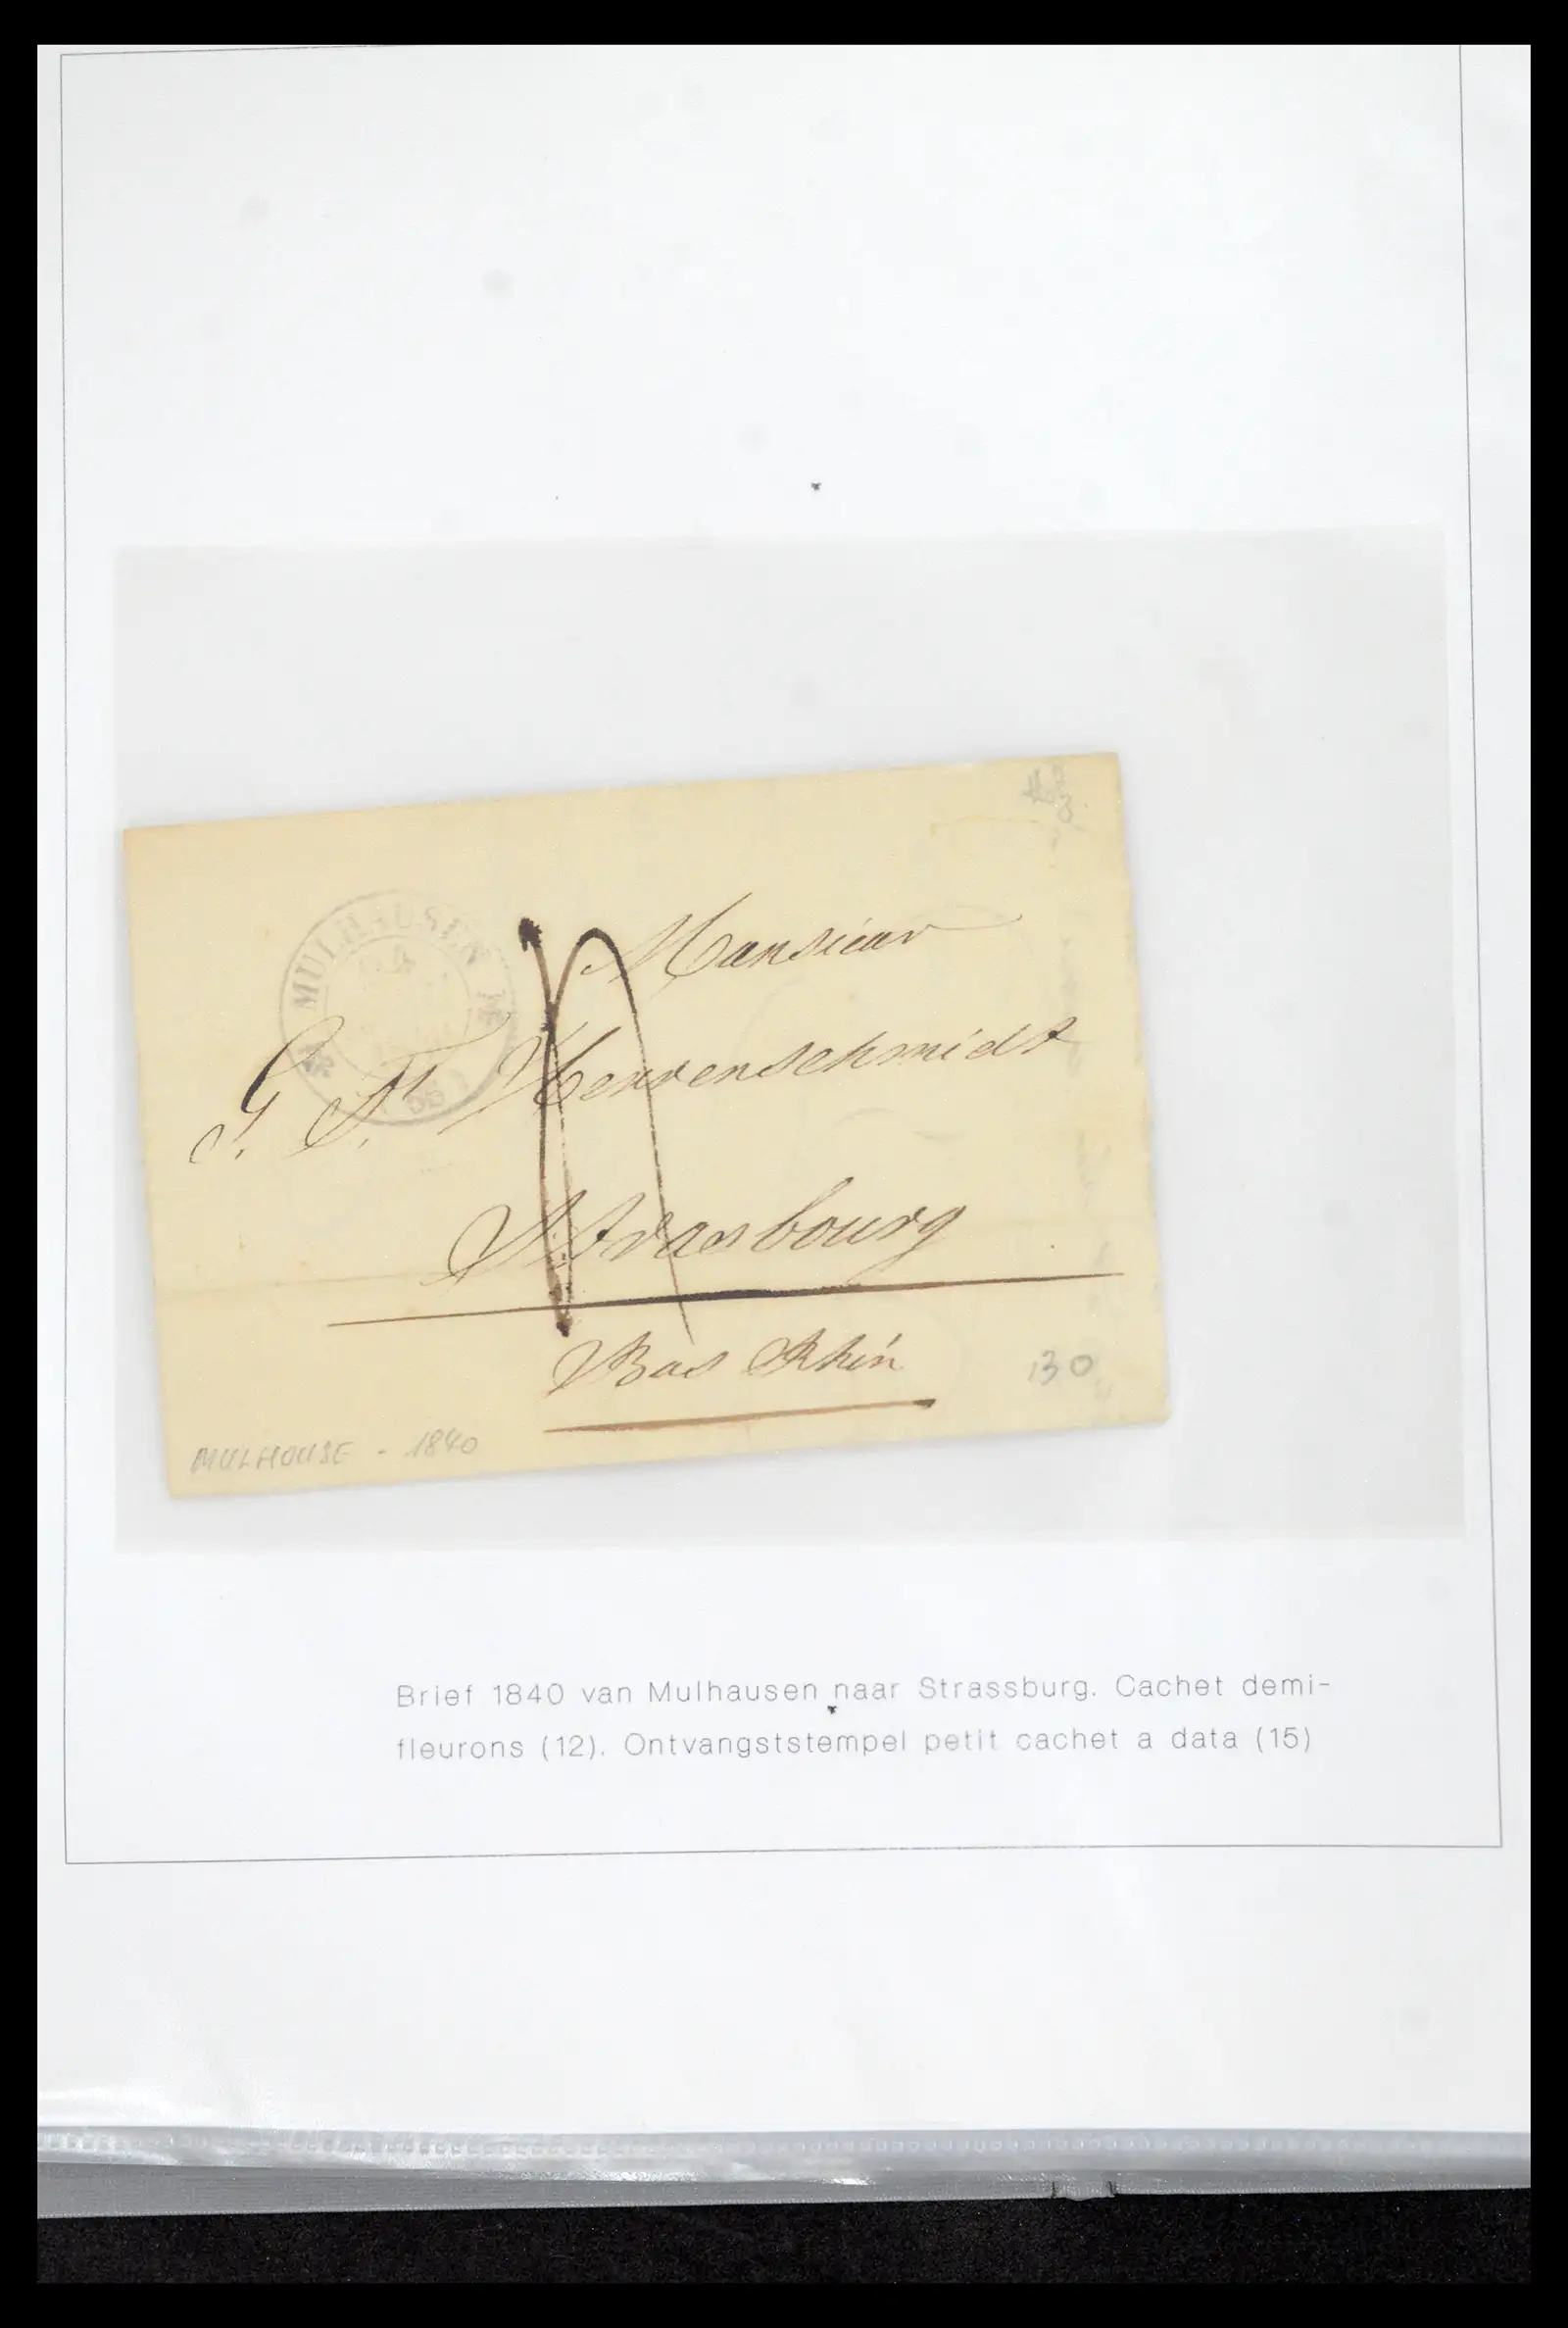 MULHAUSEN
Monsieur
G. F. Herrenschmidt
Strasbourg
Bas Rhin
130
MULHOUSE - 1840
Brief 1840 van Mulhausen naar Strassburg. Cachet demi-
fleurons (12). Ontvangststempel petit cachet a data (15)